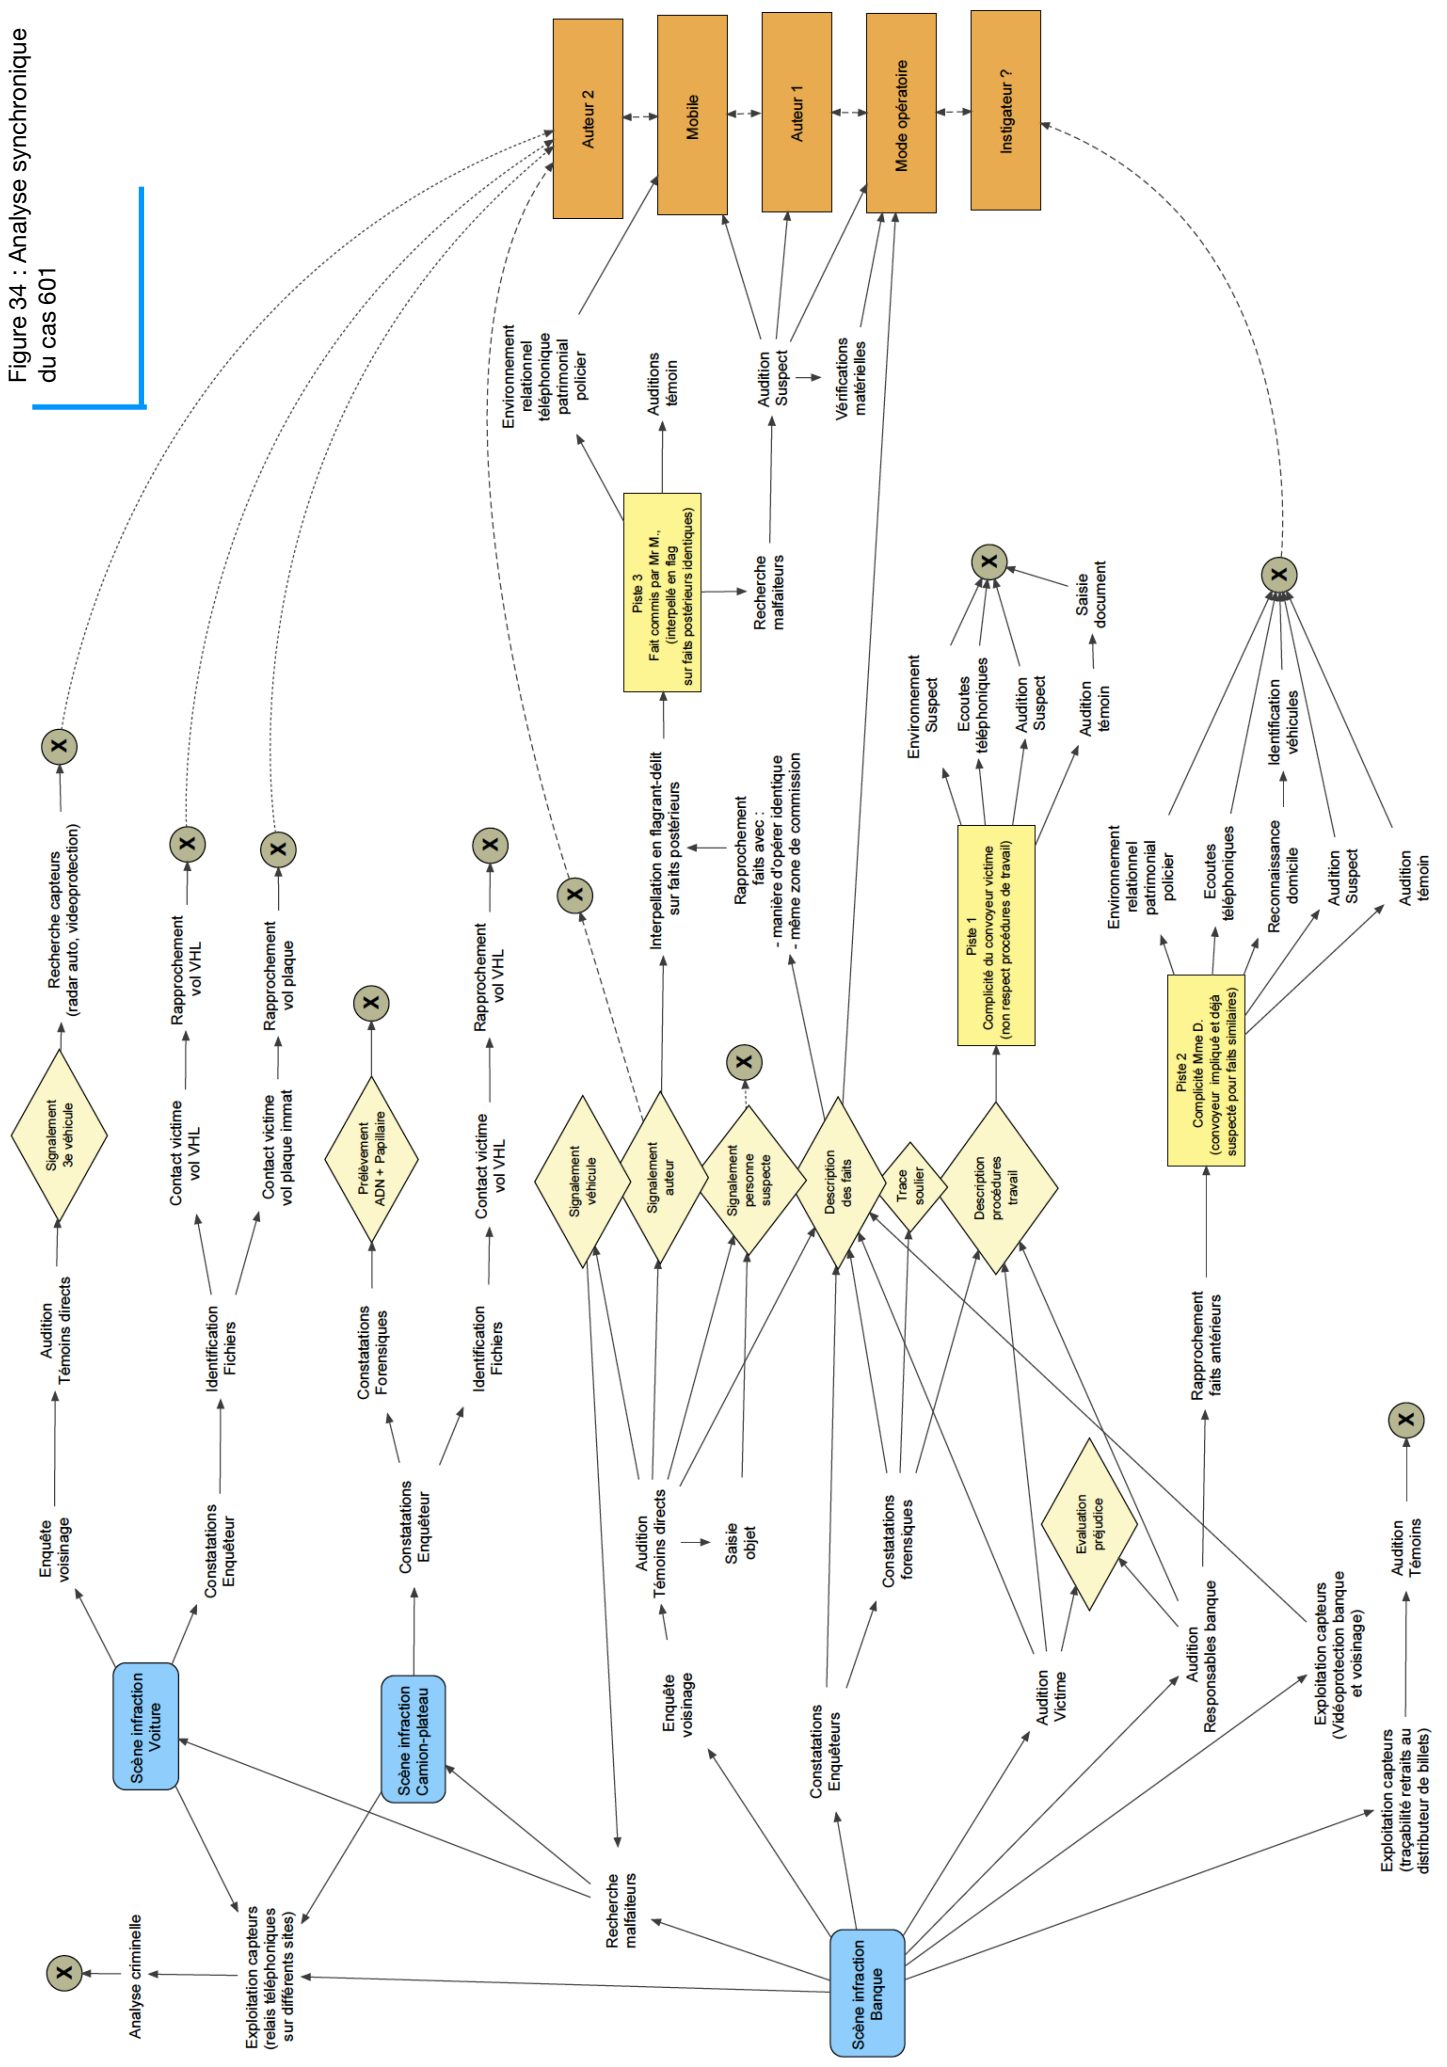 Figure 34 : Analyse synchronique
du cas 601
Analyse criminelle
X
Exploitation capteurs
(relais téléphoniques
sur différents sites)
Scène infraction
Voiture
Enquête
voisinage
Audition
Témoins directs
Signalement
3e véhicule
Recherche capteurs
(radar auto, videoprotection)
X
Constatations
Enquêteur
Identification
Fichiers
Contact victime
vol VHL
Rapprochement
vol VHL
X
Contact victime
vol plaque immat
Rapprochement
vol plaque
X
Scène infraction
Camion-plateau
Constatations
Enquêteur
Constatations
Forensiques
Prélèvement
ADN + Papillaire
X
Identification
Fichiers
Contact victime
vol VHL
Rapprochement
vol VHL
X
Recherche
malfaiteurs
Scène infraction
Banque
Enquête
voisinage
Audition
Témoins directs
Saisie
objet
Signalement
véhicule
Signalement
auteur
X
Signalement
personne
suspecte
X
Description
des faits
Trace
soulier
Description
procédures
travail
Interpellation en flagrant-délit
sur faits postérieurs
Rapprochement
faits avec :
- manière d'opérer identique
- même zone de commission
Piste 3
Fait commis par Mr M.,
(interpellé en flag
sur faits postérieurs identiques)
Environnement
relationnel
téléphonique
patrimonial
policier
Auditions
témoin
Recherche
malfaiteurs
Audition
Suspect
Vérifications
matérielles
Auteur 2
Mobile
Auteur 1
Mode opératoire
Instigateur ?
Constatations
Enquêteurs
Constatations
forensiques
Audition
Victime
Evaluation
préjudice
Piste 1
Complicité du convoyeur victime
(non respect procédures de travail)
Environnement
Suspect
Ecoutes
téléphoniques
Audition
Suspect
Audition
témoin
Saisie
document
X
Audition
Responsables banque
Rapprochement
faits antérieurs
Piste 2
Complicité Mme D.
(convoyeur impliqué et déjà
suspecté pour faits similaires)
Environnement
relationnel
patrimonial
policier
Ecoutes
téléphoniques
Reconnaissance
domicile
Identification
véhicules
Audition
Suspect
Audition
témoin
X
Exploitation capteurs
(Vidéoprotection banque
et voisinage)
Exploitation capteurs
(traçabilité retraits au
distributeur de billets)
Audition
Témoins
X